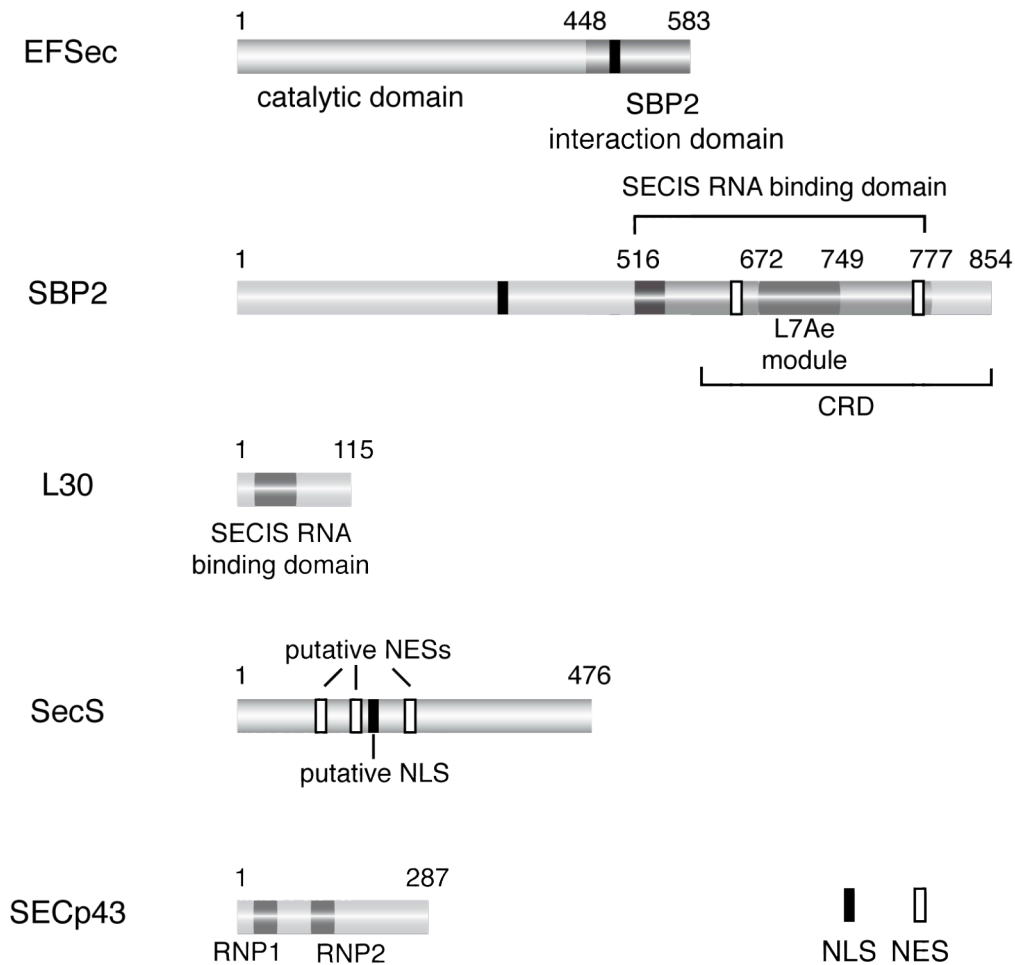 1 448 583
EFSec
catalytic domain
SBP2
interaction domain
SECIS RNA binding domain
1 516 672 749 777 854
SBP2
L7Ae
module
CRD
1 115
L30
SECIS RNA
binding domain
putative NESs
1 476
SecS
putative NLS
1 287
SECp43
RNP1 RNP2
NLS NES